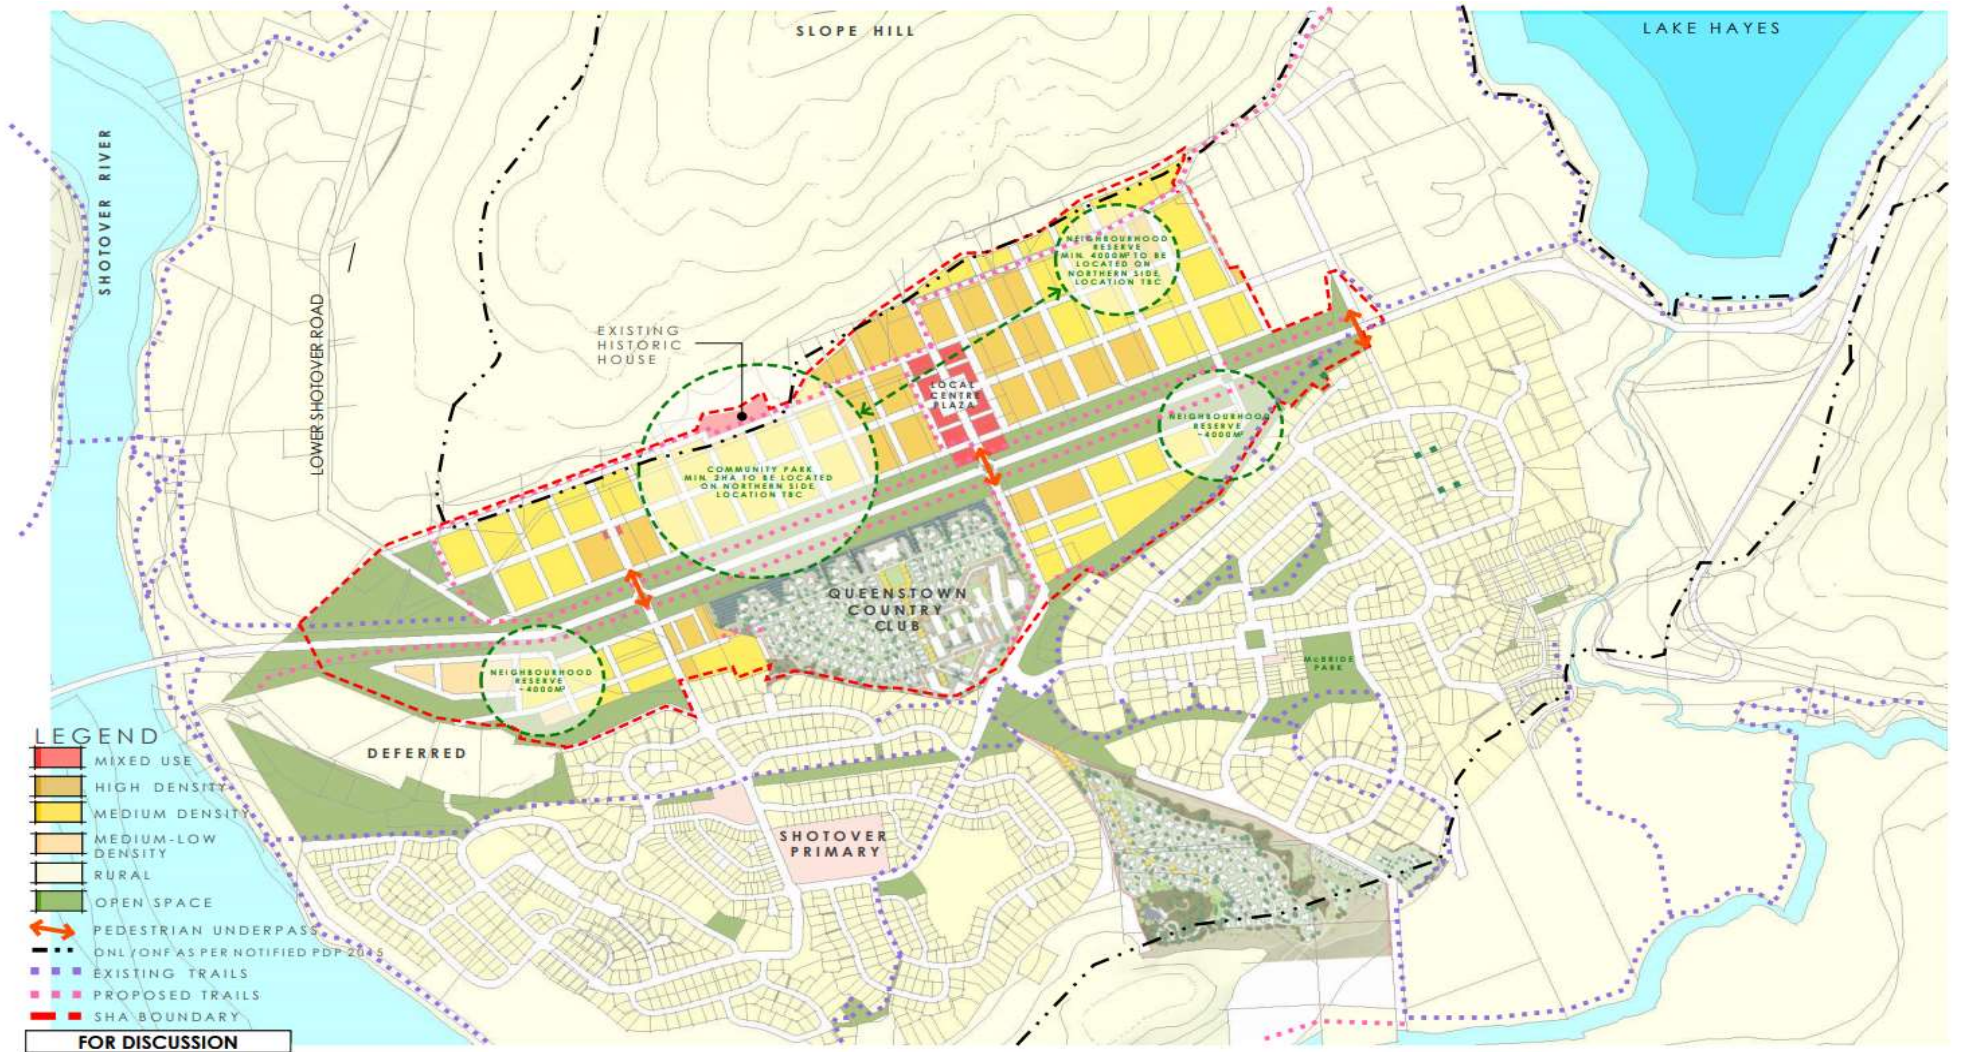 SLOPE HILL
LAKE HAYES
SHOTOVER RIVER
LOWER SHOTOVER ROAD
EXISTING
HISTORIC
HOUSE
NEIGHBOURHOOD
RESERVE
MIN. 4000M² TO BE
LOCATED ON
NORTHERN SIDE
LOCATION TBC
LOCAL
CENTRE
PLAZA
NEIGHBOURHOOD
RESERVE
~4000M²
COMMUNITY PARK
MIN. 2HA TO BE LOCATED
ON NORTHERN SIDE
LOCATION TBC
QUEENSTOWN
COUNTRY
CLUB
NEIGHBOURHOOD
RESERVE
~4000M²
McBRIDE
PARK
DEFERRED
SHOTOVER
PRIMARY
LEGEND
MIXED USE
HIGH DENSITY
MEDIUM DENSITY
MEDIUM-LOW
DENSITY
RURAL
OPEN SPACE
PEDESTRIAN UNDERPASS
ONL /ONF AS PER NOTIFIED PDP 2015
EXISTING TRAILS
PROPOSED TRAILS
SHA BOUNDARY
FOR DISCUSSION